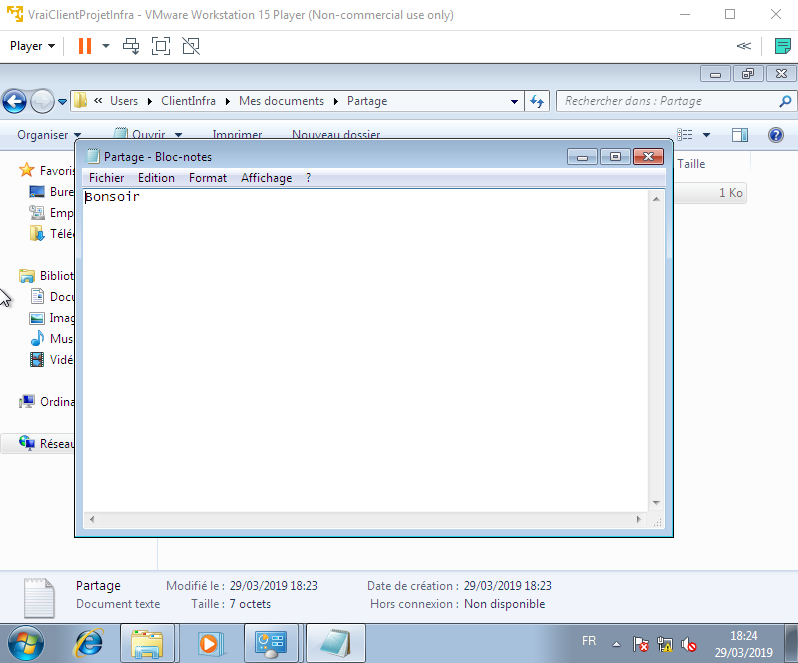 VraiClientProjetInfra - VMware Workstation 15 Player (Non-commercial use only)
Player
Users ClientInfra Mes documents Partage
Rechercher dans : Partage
Organiser Ouvrir Imprimer Nouveau dossier
Partage - Bloc-notes
Fichier Edition Format Affichage ?
Bonsoir
Taille
1 Ko
Favoris
Bure
Emp
Téléc
Bibliot
Docu
Imag
Mus
Vidé
Ordina
Réseau
Partage
Modifié le : 29/03/2019 18:23
Date de création : 29/03/2019 18:23
Document texte
Taille : 7 octets
Hors connexion : Non disponible
FR
18:24
29/03/2019